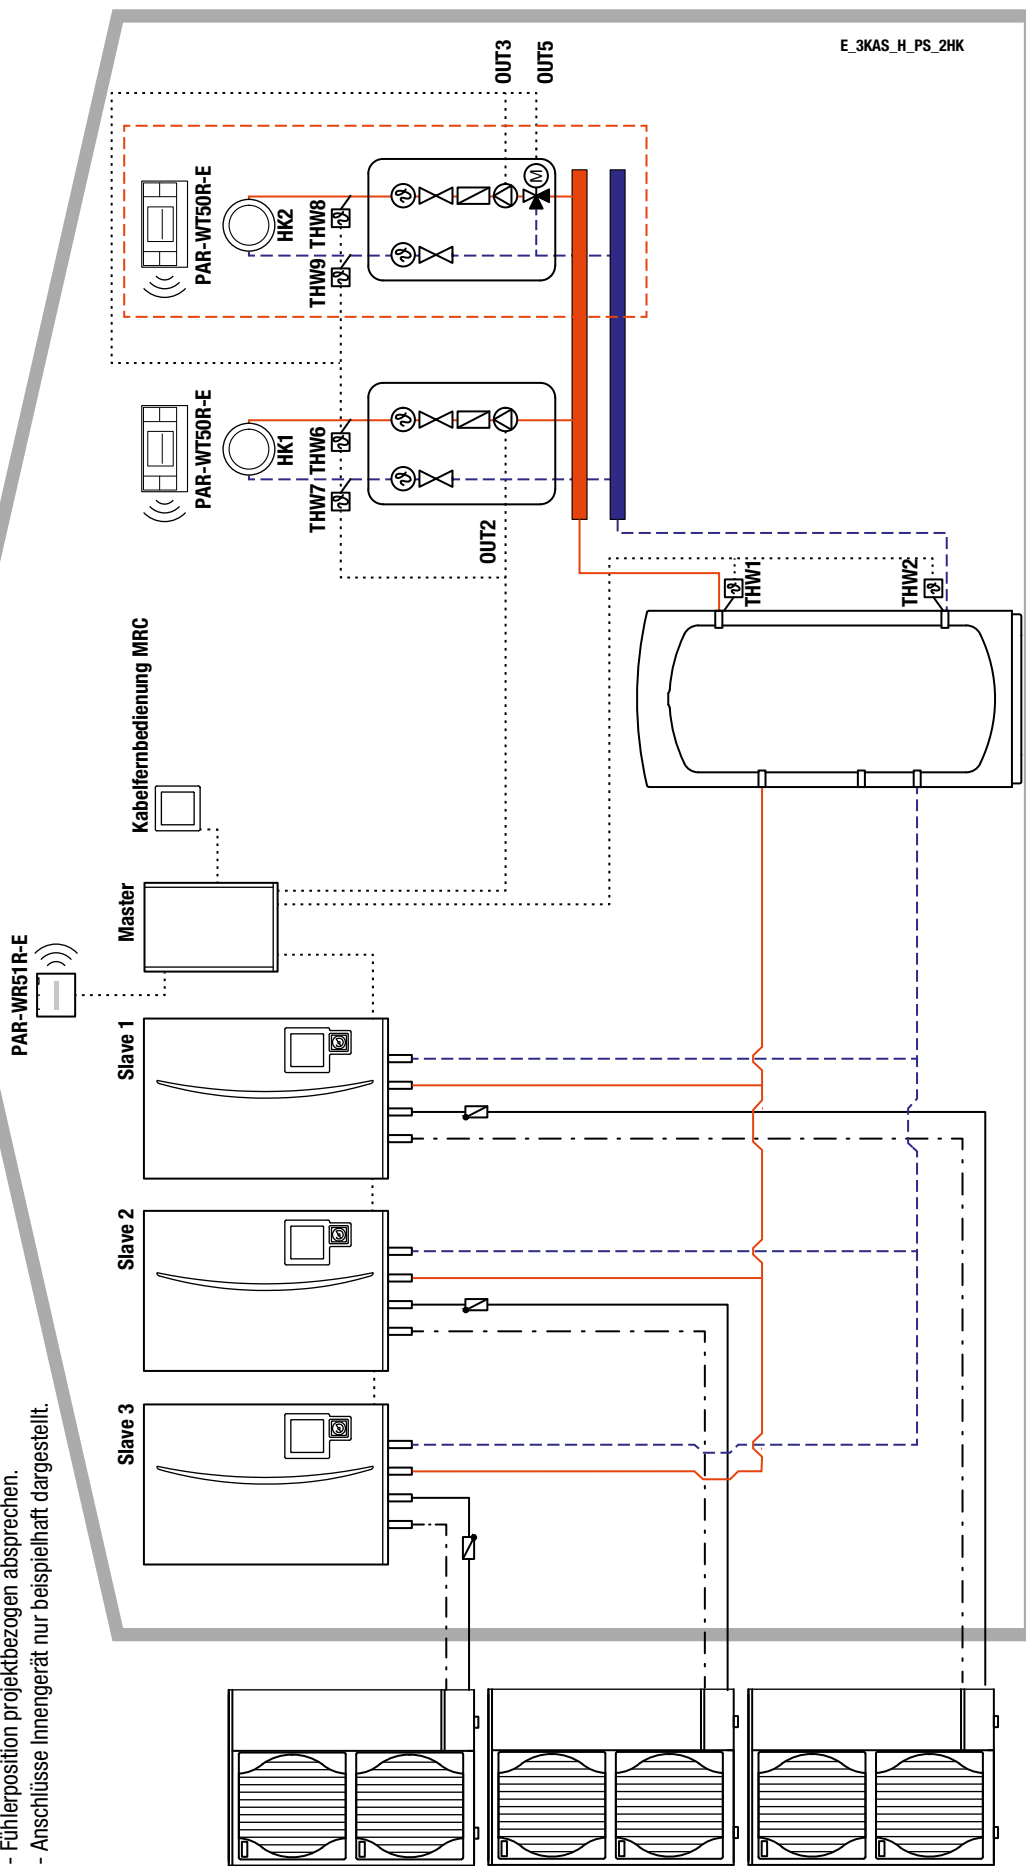 - Fühlerposition projektbezogen absprechen.
- Anschlüsse Innengerät nur beispielhaft dargestellt.
Slave 3
Slave 2
Slave 1
PAR-WR51R-E
Master
Kabelfernbedienung MRC
PAR-WT50R-E
HK1
THW7 THW6
OUT2
PAR-WT50R-E
HK2
THW9 THW8
M
OUT3
OUT5
THW1
THW2
E_3KAS_H_PS_2HK